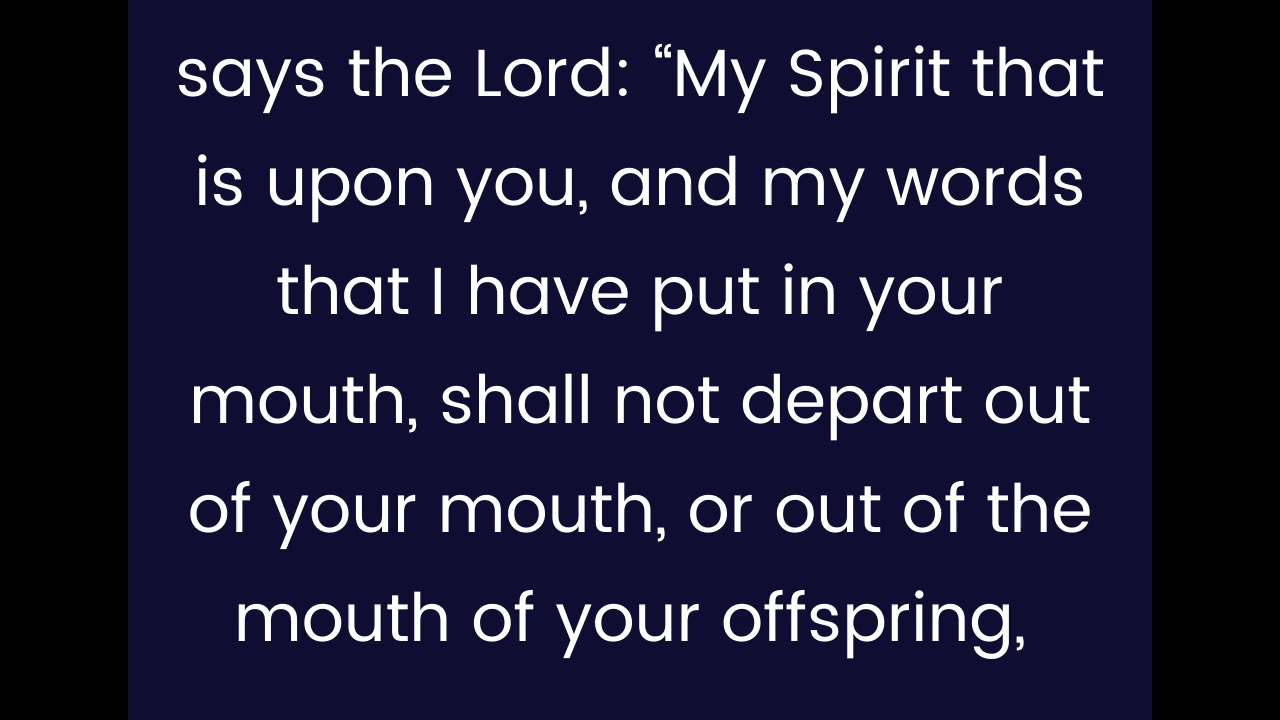 says the Lord: “My Spirit that
is upon you, and my words
that I have put in your
mouth, shall not depart out
of your mouth, or out of the
mouth of your offspring,